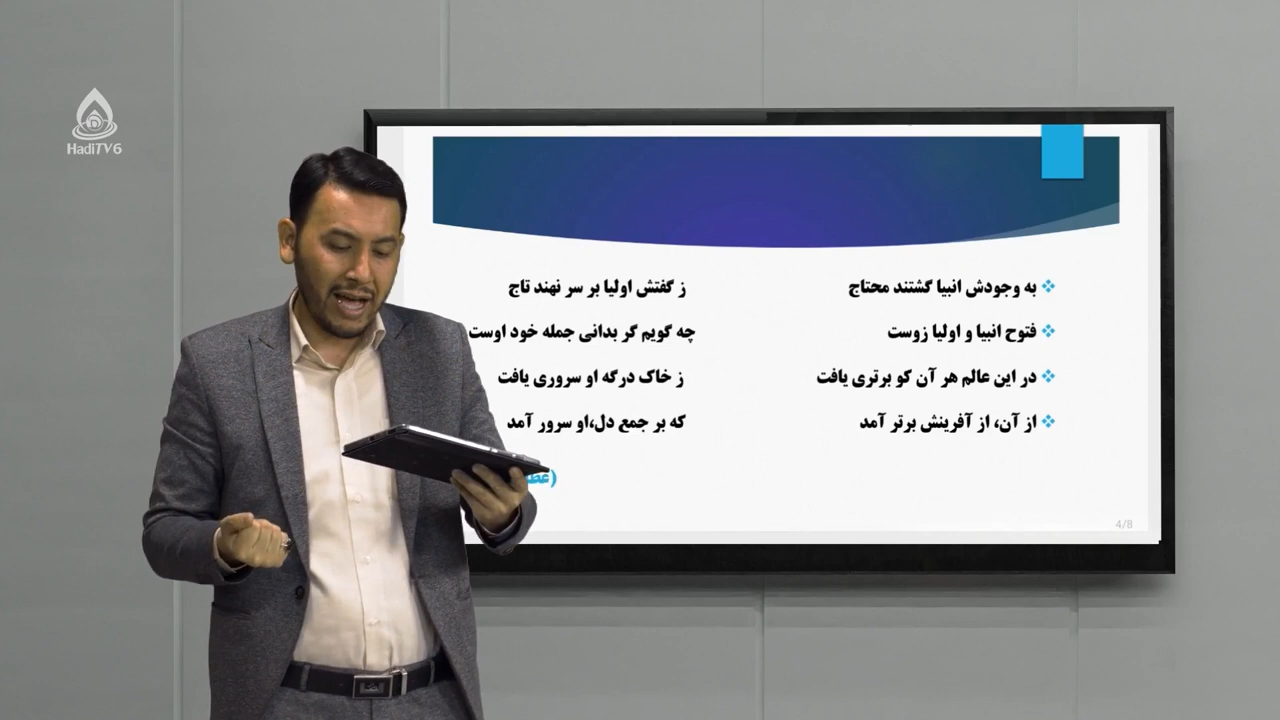 HadiTV6
به وجودش انبیا گشتند محتاج ز گفتش اولیا بر سر نهند تاج
فتوح انبیا و اولیا زوست چه گویم گر بدانی جمله خود اوست
در این عالم هر آن کو برتری یافت ز خاک درگه او سروری یافت
از آن، از آفرینش برتر آمد که بر جمع دل،او سرور آمد
4/8